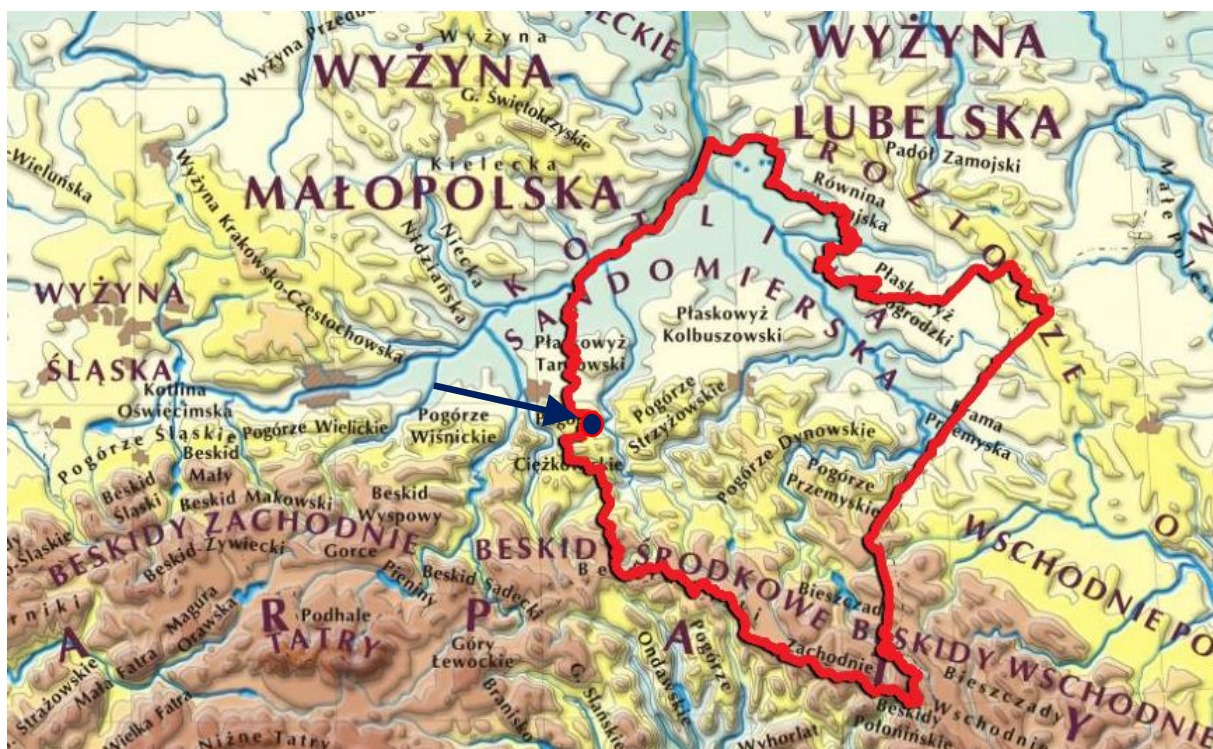 Wyżyna
WYŻYNA
WYŻYNA
G. Świętokrzyskie
LUBELSKA
Padół Zamojski
Kielecka
MAŁOPOLSKA
Równina
ROZTOCZE
Wyżyna Krakowsko-Częstochowska
Niecka
Nidziańska
KOTLINA
SANDOMIERSKA
WYŻYNA
ŚLĄSKA
Płaskowyż
Kolbuszowski
Płaskowyż
Kotlina
Oświęcimska
Pogórze Śląskie
Pogórze Wielickie
Pogórze
Wiśnickie
Ciężkowickie
Pogórze
Strzyżowskie
Pogórze Dynowskie
Pogórze
Przemyskie
Brama
Przemyska
Beskid
Śląski
Beskid
Mały
Beskid Makowski
Beskid
Wyspowy
BESKIDY ZACHODNIE
Beskid Żywiecki
Gorce
Pieniny
Beskid Sądecki
BESKIDY ŚRODKOWE
BESKIDY WSCHODNIE
WSCHODNIE
Zachodnie
Bieszczady
Wschodnie
Beskidy
Połonińskie
Magura
Orawska
Podhale
TATRY
Góry
Lewockie
Mała Fatra
Wielka Fatra
Niżne Tatry
Branisko
G. Slańskie
Ondawskie
Pogórze
Wyhorlat
A R P A